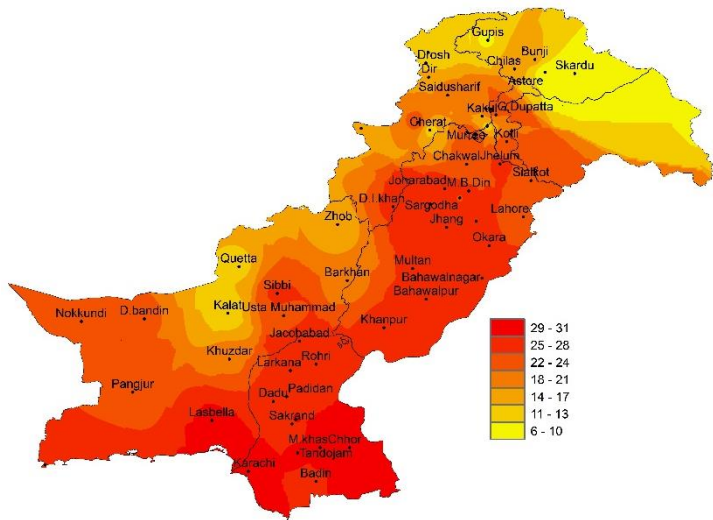 Gupis
Drosh
Bunji
Chilas
Skardu
Dir
Astore
Saidusharif
G.Dupatta
Cherat
Kotli
Chakwal
Jhelum
Sialkot
Joharabad
M.B.Din
D.I.khan
Sargodha
Lahore
Zhob
Jhang
Okara
Quetta
Multan
Barkhan
Bahawalnagar
Sibbi
Bahawalpur
Nokkundi
D.bandin
Kalat
Usta Muhammad
Khanpur
Jacobabad
Khuzdar
Rohri
Larkana
Pangjur
Dadu
Padidan
Lasbella
Sakrand
M.khas
Chhor
Tandojam
Karachi
Badin
29 - 31
25 - 28
22 - 24
18 - 21
14 - 17
11 - 13
6 - 10